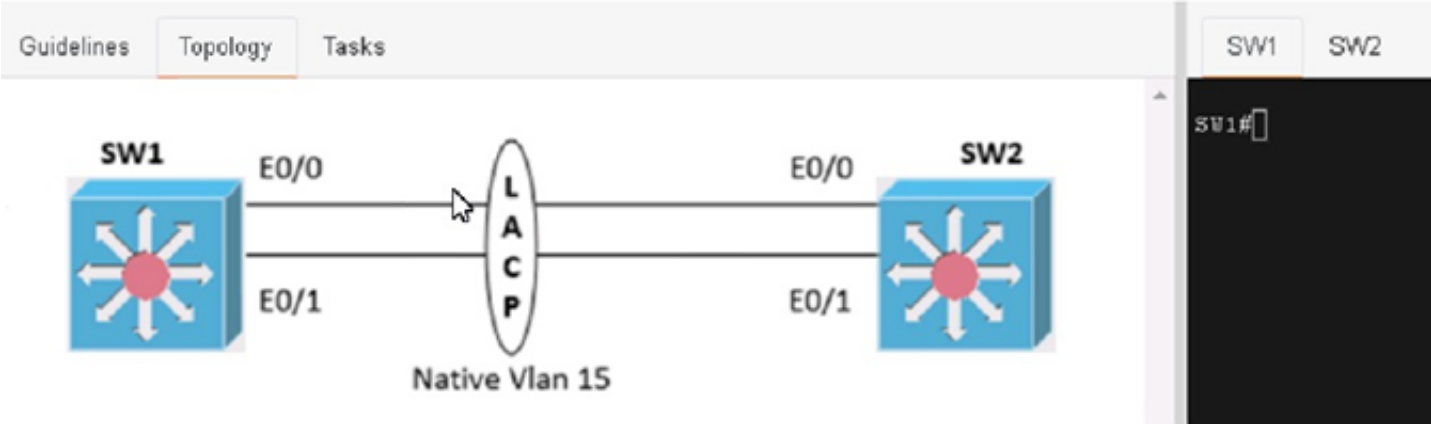 Guidelines Topology Tasks
SW1 SW2
SW1#
SW1
SW2
E0/0
E0/0
L
A
C
P
E0/1
E0/1
Native Vlan 15